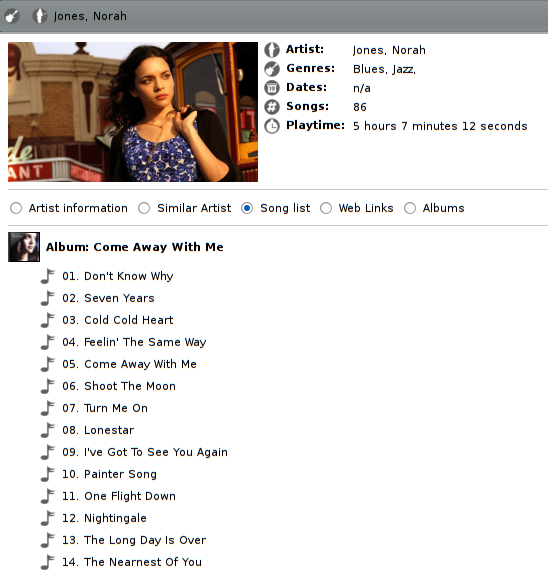 Jones, Norah
de
ANT
Artist: Jones, Norah
Genres: Blues, Jazz,
Dates: n/a
Songs: 86
Playtime: 5 hours 7 minutes 12 seconds
Artist information Similar Artist Song list Web Links Albums
Album: Come Away With Me
01. Don't Know Why
02. Seven Years
03. Cold Cold Heart
04. Feelin' The Same Way
05. Come Away With Me
06. Shoot The Moon
07. Turn Me On
08. Lonestar
09. I've Got To See You Again
10. Painter Song
11. One Flight Down
12. Nightingale
13. The Long Day Is Over
14. The Nearest Of You